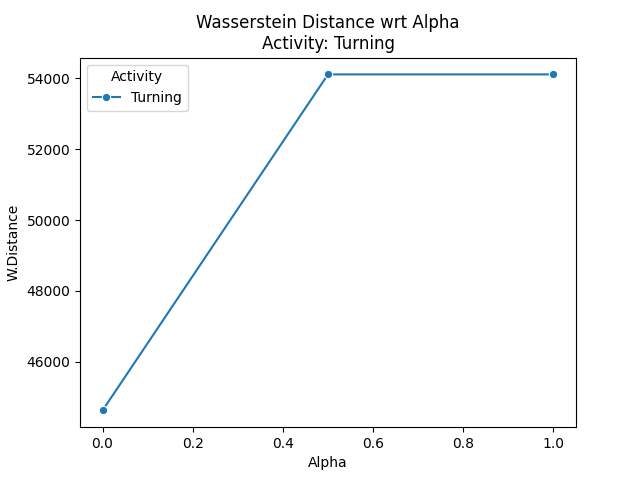 Wasserstein Distance wrt Alpha
Activity: Turning
Activity
Turning
54000
52000
50000
48000
46000
W.Distance
0.0 0.2 0.4 0.6 0.8 1.0
Alpha